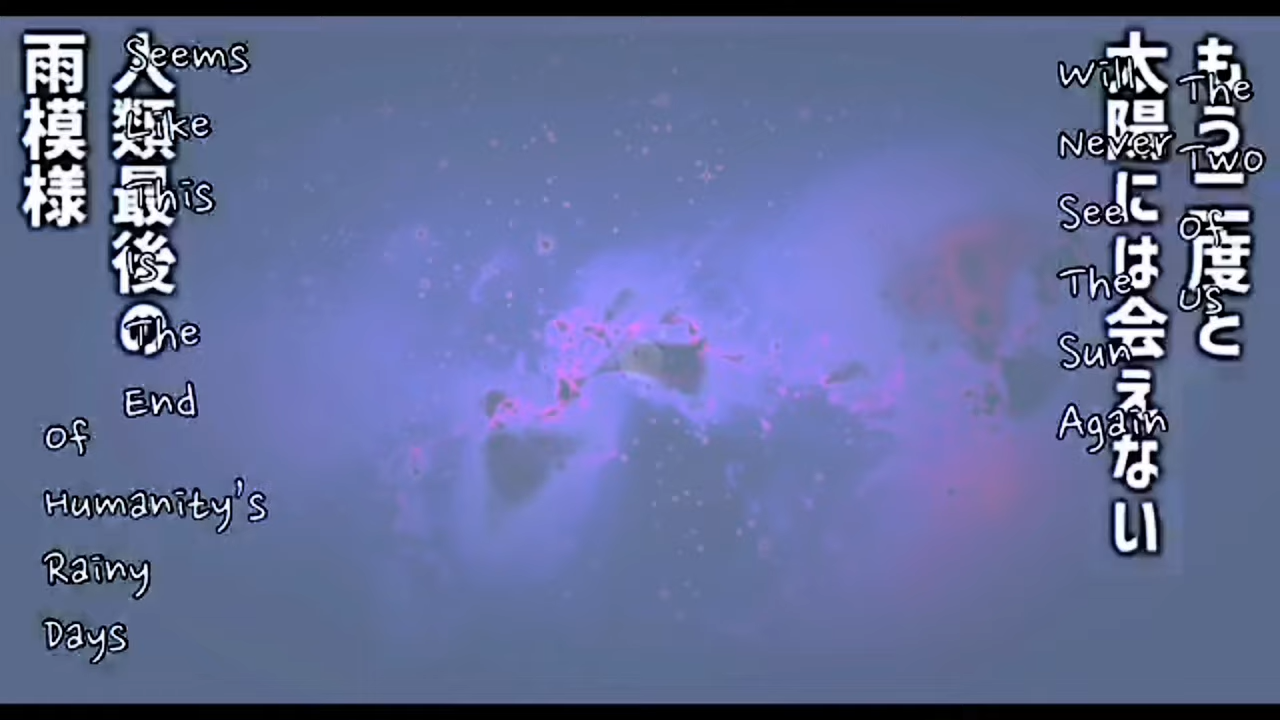 もう二度と
太陽には会えない
The
Two
Of
Us
Will
Never
See
The
Sun
Again
人類最後の
雨模様
Seems
Like
This
Is
The
End
Of
Humanity's
Rainy
Days